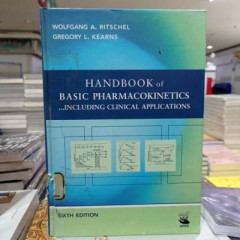 WOLFGANG A. RITSCHEL
GREGORY L. KEARNS
HANDBOOK of
BASIC PHARMACOKINETICS
...INCLUDING CLINICAL APPLICATIONS
SIXTH EDITION